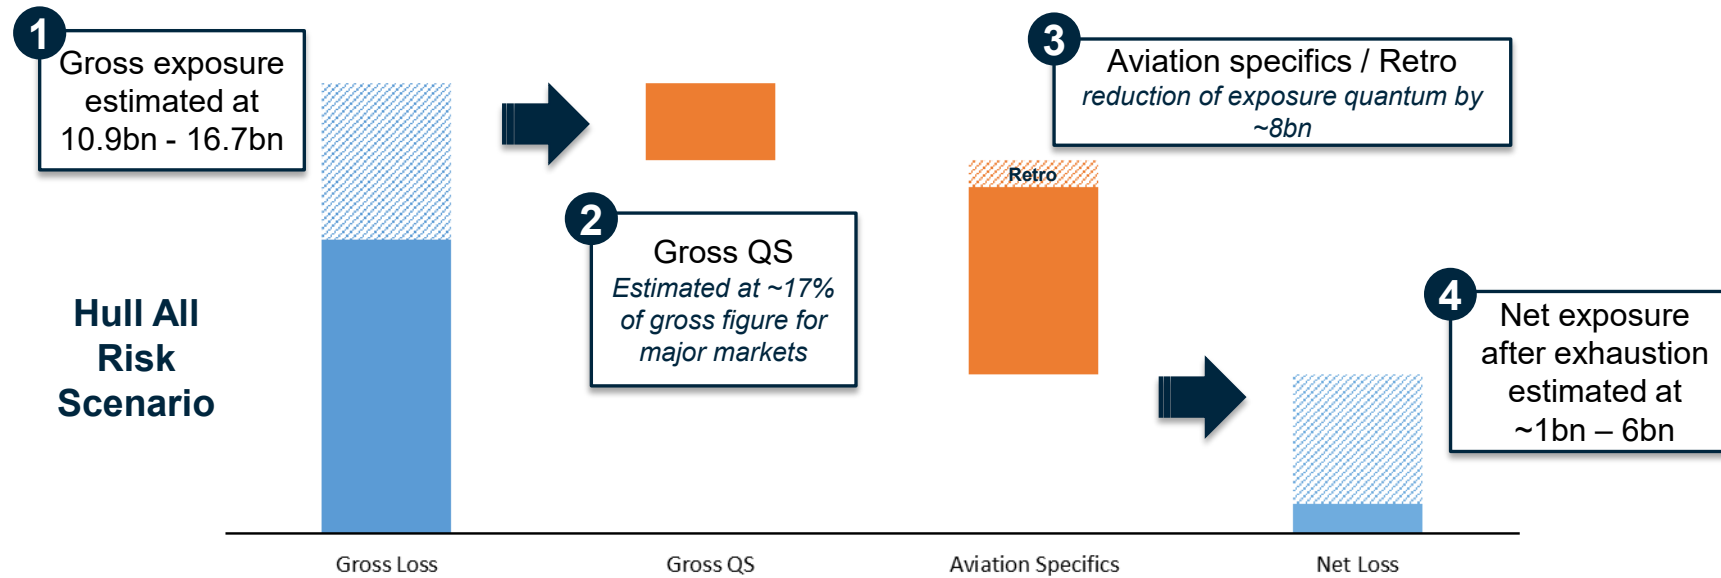 1
Gross exposure
estimated at
10.9bn - 16.7bn
Hull All
Risk
Scenario
2
Gross QS
Estimated at ~17%
of gross figure for
major markets
3
Aviation specifics / Retro
reduction of exposure quantum by
~8bn
Retro
4
Net exposure
after exhaustion
estimated at
~1bn – 6bn
Gross Loss
Gross QS
Aviation Specifics
Net Loss